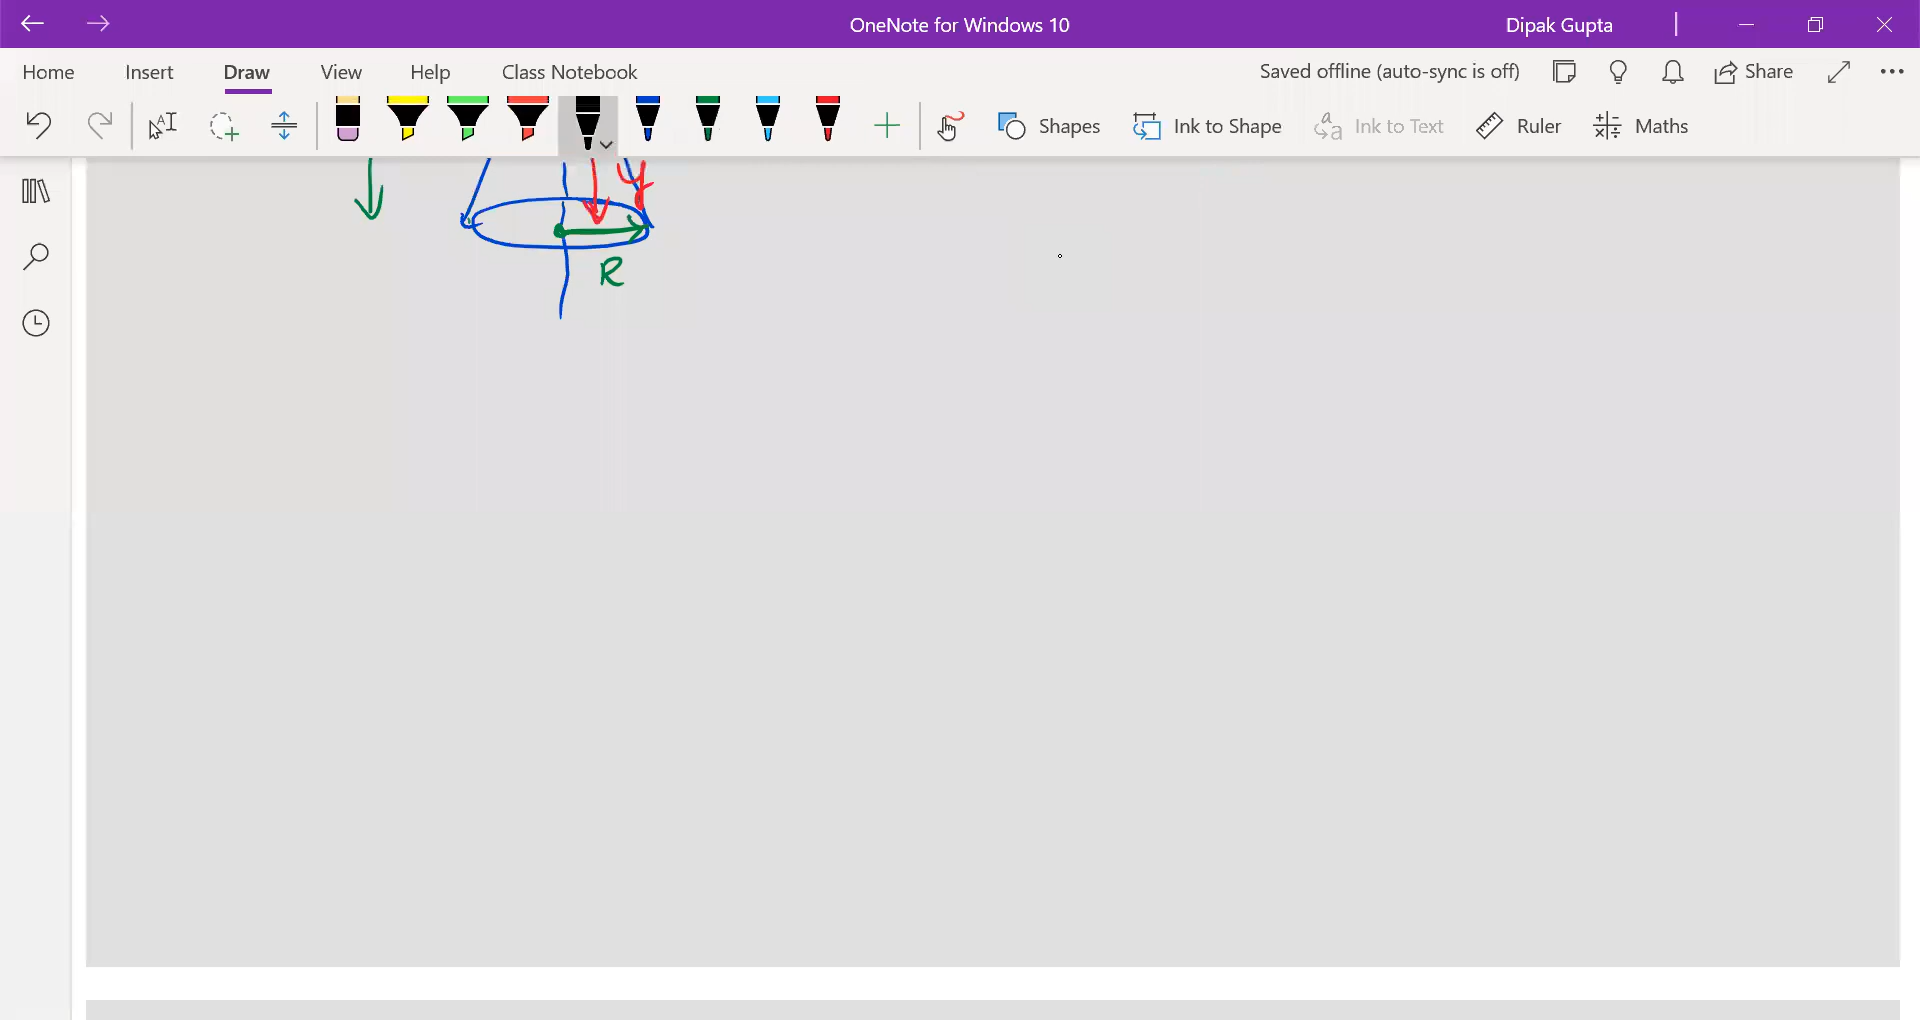 OneNote for Windows 10
Dipak Gupta
Home Insert Draw View Help Class Notebook
Saved offline (auto-sync is off)
Share
Shapes
Ink to Shape
Ink to Text
Ruler
Maths
y
R